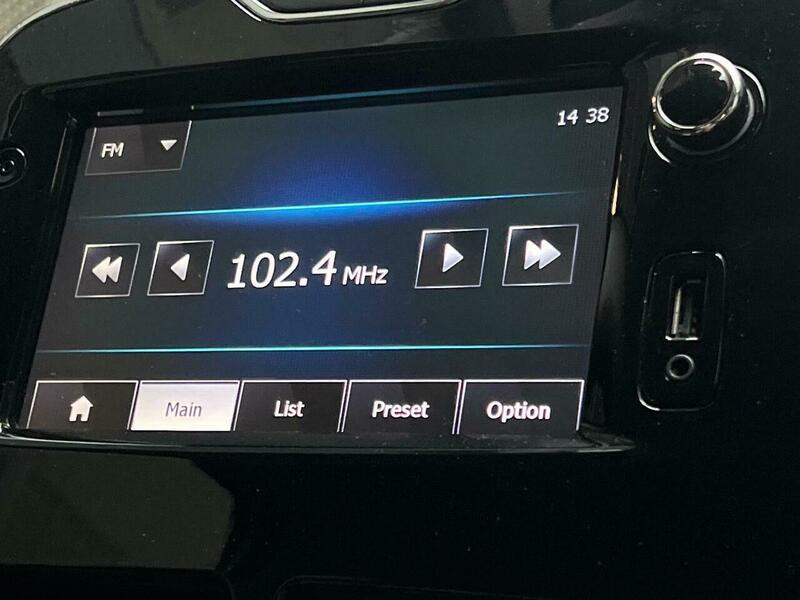 14 38
FM
102.4 MHz
Main List Preset Option